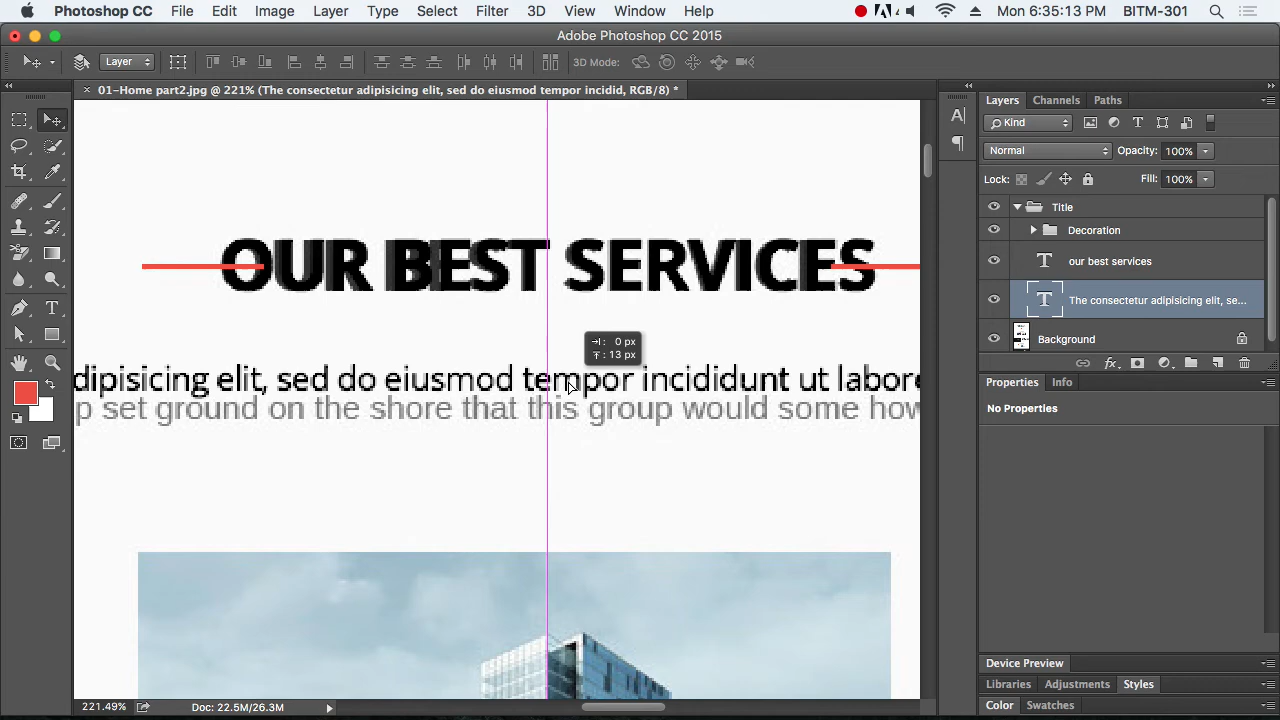 Photoshop CC File Edit Image Layer Type Select Filter 3D View Window Help Mon 6:35:13 PM BITM-301
Adobe Photoshop CC 2015
Layer 3D Mode:
01-Home part2.jpg @ 221% (The consectetur adipisicing elit, sed do eiusmod tempor incidid, RGB/8) *
Layers Channels Paths
Kind
Normal Opacity: 100%
Lock: Fill: 100%
Title
Decoration
our best services
The consectetur adipisicing elit, se...
Background
OUR BEST SERVICES
0 px
13 px
dipisicing elit, sed do eiusmod tempor incididunt ut labore
p set ground on the shore that this group would some how
Properties Info
No Properties
Device Preview
Libraries Adjustments Styles
Color Swatches
221.49% Doc: 22.5M/26.3M